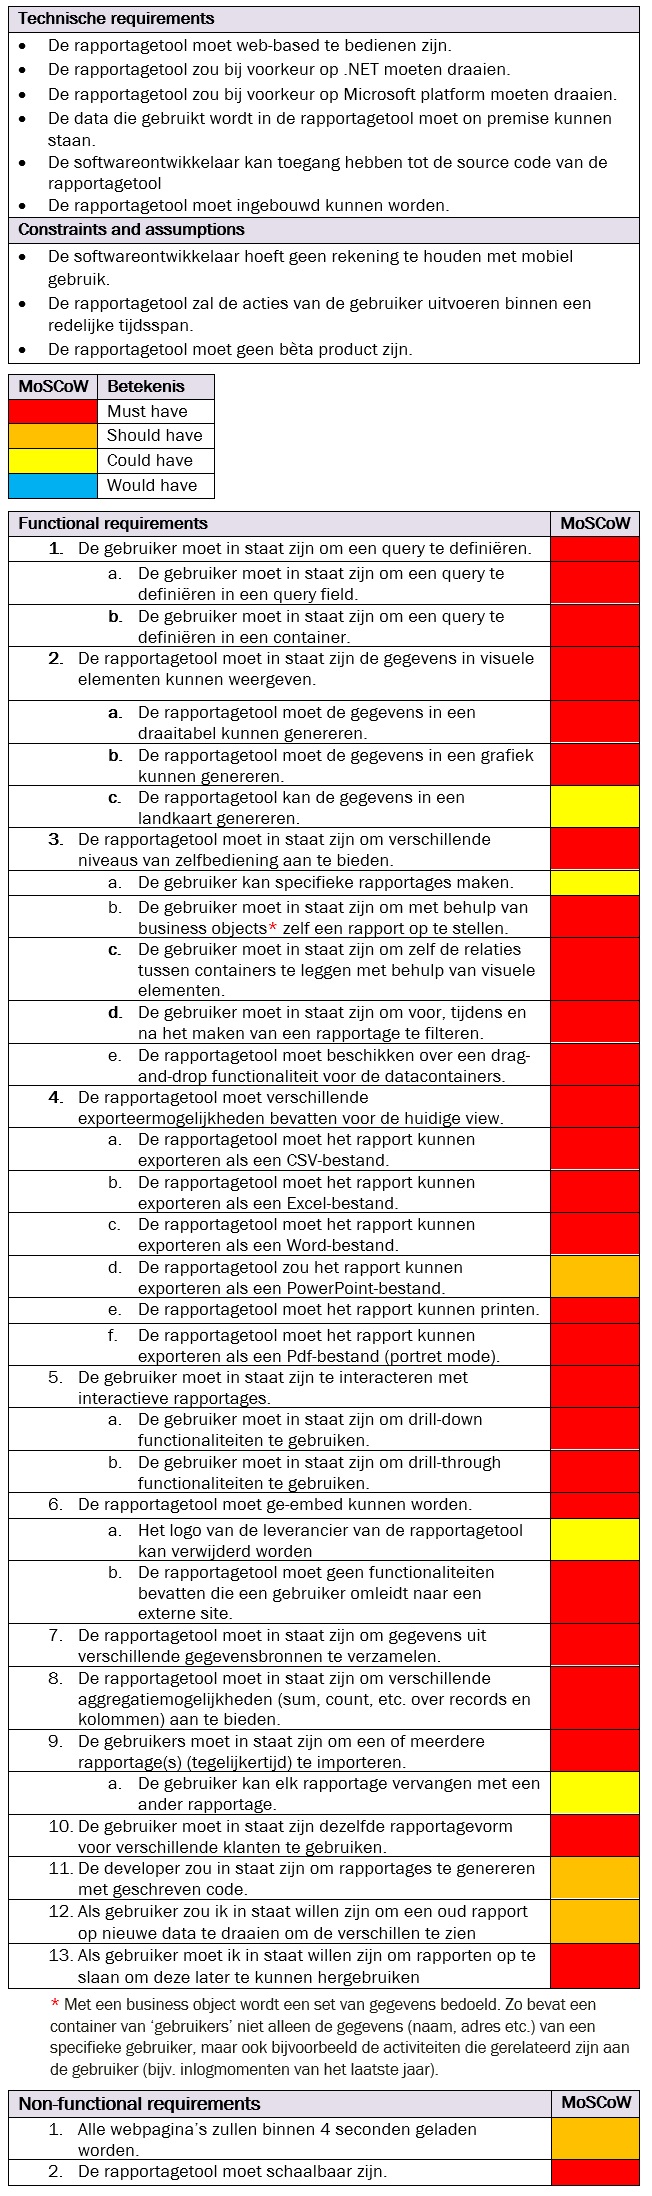 Technische requirements
• De rapportagetool moet web-based te bedienen zijn.
• De rapportagetool zou bij voorkeur op .NET moeten draaien.
• De rapportagetool zou bij voorkeur op Microsoft platform moeten draaien.
• De data die gebruikt wordt in de rapportagetool moet on premise kunnen
staan.
• De softwareontwikkelaar kan toegang hebben tot de source code van de
rapportagetool
• De rapportagetool moet ingebouwd kunnen worden.
Constraints and assumptions
• De softwareontwikkelaar hoeft geen rekening te houden met mobiel
gebruik.
• De rapportagetool zal de acties van de gebruiker uitvoeren binnen een
redelijke tijdsspan.
• De rapportagetool moet geen bèta product zijn.
MoSCoW Betekenis
Must have
Should have
Could have
Would have
Functional requirements MoSCoW
1. De gebruiker moet in staat zijn om een query te definiëren.
a. De gebruiker moet in staat zijn om een query te
definiëren in een query field.
b. De gebruiker moet in staat zijn om een query te
definiëren in een container.
2. De rapportagetool moet in staat zijn de gegevens in visuele
elementen kunnen weergeven.
a. De rapportagetool moet de gegevens in een
draaitabel kunnen genereren.
b. De rapportagetool moet de gegevens in een grafiek
kunnen genereren.
c. De rapportagetool kan de gegevens in een
landkaart genereren.
3. De rapportagetool moet in staat zijn om verschillende
niveaus van zelfbediening aan te bieden.
a. De gebruiker kan specifieke rapportages maken.
b. De gebruiker moet in staat zijn om met behulp van
business objects* zelf een rapport op te stellen.
c. De gebruiker moet in staat zijn om zelf de relaties
tussen containers te leggen met behulp van visuele
elementen.
d. De gebruiker moet in staat zijn om voor, tijdens en
na het maken van een rapportage te filteren.
e. De rapportagetool moet beschikken over een drag-
and-drop functionaliteit voor de datacontainers.
4. De rapportagetool moet verschillende
exporteermogelijkheden bevatten voor de huidige view.
a. De rapportagetool moet het rapport kunnen
exporteren als een CSV-bestand.
b. De rapportagetool moet het rapport kunnen
exporteren als een Excel-bestand.
c. De rapportagetool moet het rapport kunnen
exporteren als een Word-bestand.
d. De rapportagetool zou het rapport kunnen
exporteren als een PowerPoint-bestand.
e. De rapportagetool moet het rapport kunnen printen.
f. De rapportagetool moet het rapport kunnen
exporteren als een Pdf-bestand (portret mode).
5. De gebruiker moet in staat zijn te interacteren met
interactieve rapportages.
a. De gebruiker moet in staat zijn om drill-down
functionaliteiten te gebruiken.
b. De gebruiker moet in staat zijn om drill-through
functionaliteiten te gebruiken.
6. De rapportagetool moet ge-embed kunnen worden.
a. Het logo van de leverancier van de rapportagetool
kan verwijderd worden
b. De rapportagetool moet geen functionaliteiten
bevatten die een gebruiker omleidt naar een
externe site.
7. De rapportagetool moet in staat zijn om gegevens uit
verschillende gegevensbronnen te verzamelen.
8. De rapportagetool moet in staat zijn om verschillende
aggregatiemogelijkheden (sum, count, etc. over records en
kolommen) aan te bieden.
9. De gebruikers moet in staat zijn om een of meerdere
rapportage(s) (tegelijkertijd) te importeren.
a. De gebruiker kan elk rapportage vervangen met een
ander rapportage.
10. De gebruiker moet in staat zijn dezelfde rapportagevorm
voor verschillende klanten te gebruiken.
11. De developer zou in staat zijn om rapportages te genereren
met geschreven code.
12. Als gebruiker zou ik in staat willen zijn om een oud rapport
op nieuwe data te draaien om de verschillen te zien
13. Als gebruiker moet ik in staat willen zijn om rapporten op te
slaan om deze later te kunnen hergebruiken
* Met een business object wordt een set van gegevens bedoeld. Zo bevat een
container van ‘gebruikers’ niet alleen de gegevens (naam, adres etc.) van een
specifieke gebruiker, maar ook bijvoorbeeld de activiteiten die gerelateerd zijn aan
de gebruiker (bijv. inlogmomenten van het laatste jaar).
Non-functional requirements MoSCoW
1. Alle webpagina’s zullen binnen 4 seconden geladen
worden.
2. De rapportagetool moet schaalbaar zijn.